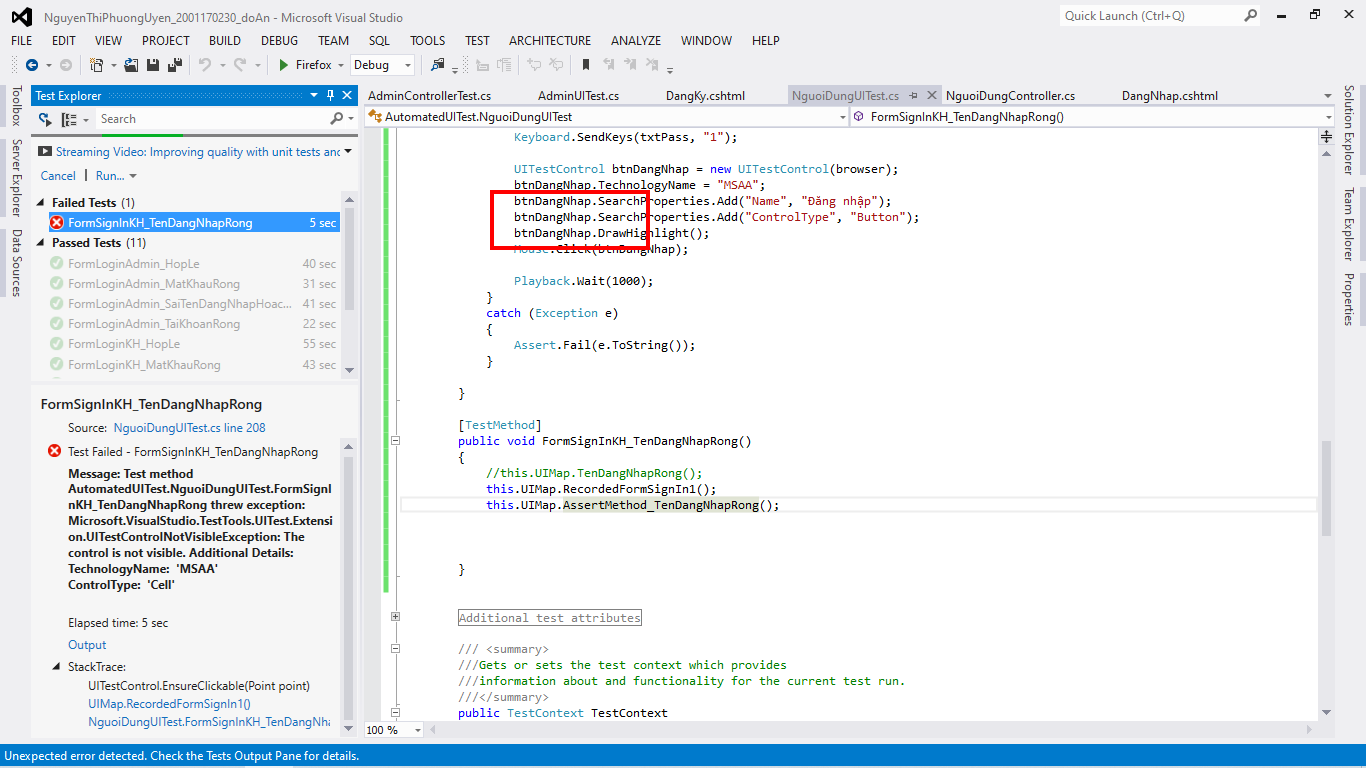 NguyenThiPhuongUyen_2001170230_doAn - Microsoft Visual Studio
Quick Launch (Ctrl+Q)
FILE EDIT VIEW PROJECT BUILD DEBUG TEAM SQL TOOLS TEST ARCHITECTURE ANALYZE WINDOW HELP
Firefox Debug
Toolbox
Server Explorer
Data Sources
Test Explorer
Search
Streaming Video: Improving quality with unit tests and
Cancel | Run...
Failed Tests (1)
FormSignInKH_TenDangNhapRong 5 sec
Passed Tests (11)
FormLoginAdmin_HopLe 40 sec
FormLoginAdmin_MatKhauRong 31 sec
FormLoginAdmin_SaiTenDangNhapHoac... 41 sec
FormLoginAdmin_TaiKhoanRong 22 sec
FormLoginKH_HopLe 55 sec
FormLoginKH_MatKhauRong 43 sec
FormSignInKH_TenDangNhapRong
Source: NguoiDungUITest.cs line 208
Test Failed - FormSignInKH_TenDangNhapRong
Message: Test method
AutomatedUITest.NguoiDungUITest.FormSignI
nKH_TenDangNhapRong threw exception:
Microsoft.VisualStudio.TestTools.UITest.Extensi
on.UITestControlNotVisibleException: The
control is not visible. Additional Details:
TechnologyName: 'MSAA'
ControlType: 'Cell'
Elapsed time: 5 sec
Output
StackTrace:
UITestControl.EnsureClickable(Point point)
UIMap.RecordedFormSignIn1()
NguoiDungUITest.FormSignInKH_TenDangNha
AdminControllerTest.cs AdminUITest.cs DangKy.cshtml NguoiDungUITest.cs NguoiDungController.cs DangNhap.cshtml
AutomatedUITest.NguoiDungUITest FormSignInKH_TenDangNhapRong()
Keyboard.SendKeys(txtPass, "1");
UITestControl btnDangNhap = new UITestControl(browser);
btnDangNhap.TechnologyName = "MSAA";
btnDangNhap.SearchProperties.Add("Name", "Đăng nhập");
btnDangNhap.SearchProperties.Add("ControlType", "Button");
btnDangNhap.DrawHighlight();
Mouse.Click(btnDangNhap);
Playback.Wait(1000);
}
catch (Exception e)
{
Assert.Fail(e.ToString());
}
}
[TestMethod]
public void FormSignInKH_TenDangNhapRong()
{
//this.UIMap.TenDangNhapRong();
this.UIMap.RecordedFormSignIn1();
this.UIMap.AssertMethod_TenDangNhapRong();
}
Additional test attributes
/// <summary>
///Gets or sets the test context which provides
///information about and functionality for the current test run.
///</summary>
public TestContext TestContext
100 %
Solution Explorer
Team Explorer
Properties
Unexpected error detected. Check the Tests Output Pane for details.